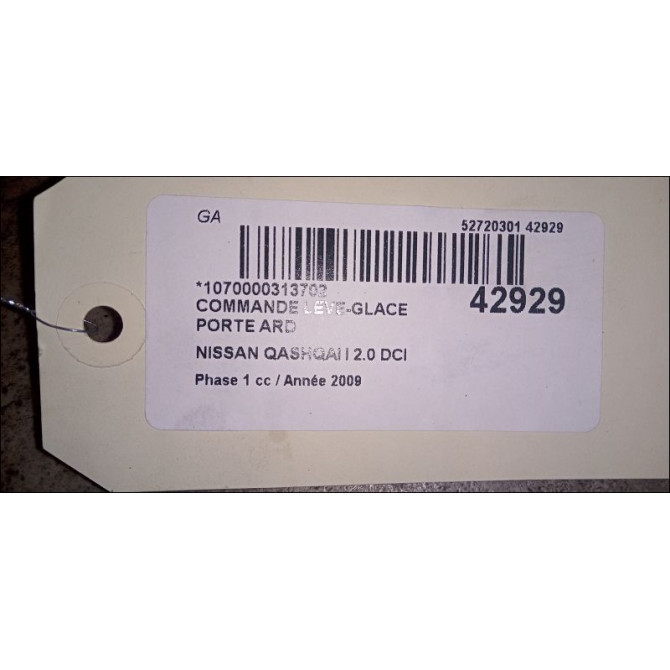 GA
52720301 42929
*1070000313702
42929
COMMANDE LEVE-GLACE
PORTE ARD
NISSAN QASHQAI I 2.0 DCI
Phase 1 cc / Année 2009